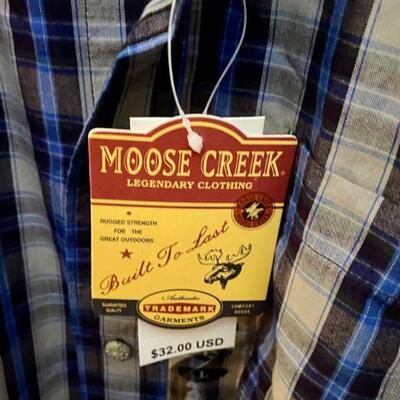 MOOSE CREEK
LEGENDARY CLOTHING
RUGGED STRENGTH
FOR THE
GREAT OUTDOORS.
Built To Last
Authentic
TRADEMARK
GARMENTS
GUARANTEED
QUALITY
COMFORT
GOODS
$32.00 USD
L